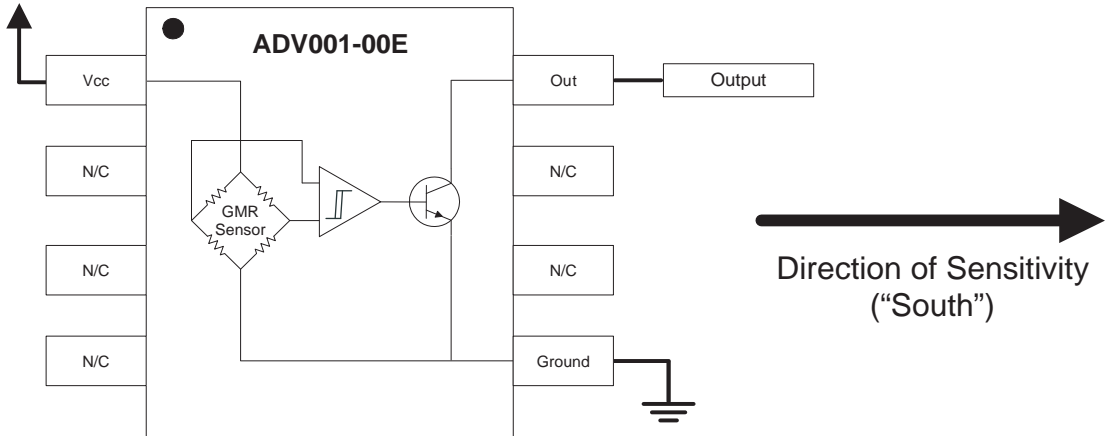 ADV001-00E
Vcc
N/C
N/C
N/C
GMR
Sensor
Out
N/C
N/C
Ground
Output
Direction of Sensitivity
(“South”)